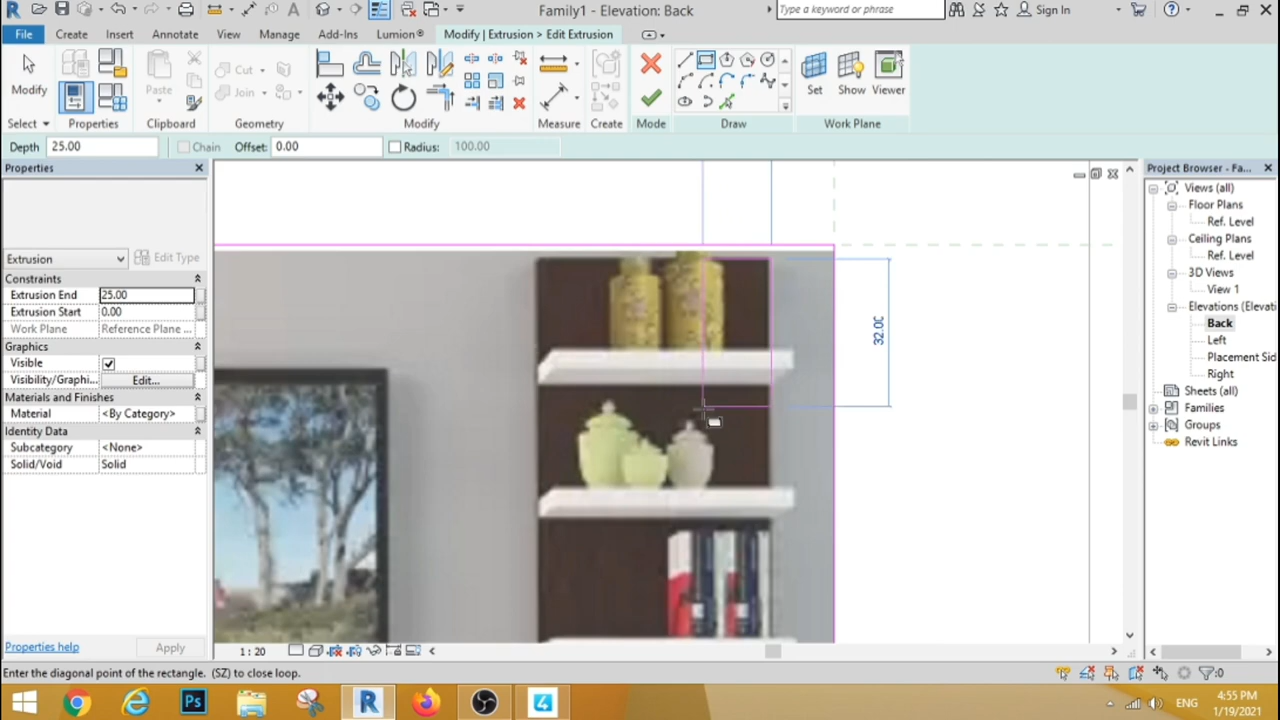 Family1 - Elevation: Back
Type a keyword or phrase
Sign In
File
Create
Insert
Annotate
View
Manage
Add-Ins
Lumion®
Modify | Extrusion > Edit Extrusion
Modify
Paste
Cut
Join
Set
Show
Viewer
Select
Properties
Clipboard
Geometry
Modify
Measure
Create
Mode
Draw
Work Plane
Depth 25.00
Chain
Offset: 0.00
Radius: 100.00
Properties
Extrusion
Edit Type
Constraints
Extrusion End 25.00
Extrusion Start 0.00
Work Plane Reference Plane ...
Graphics
Visible
Visibility/Graphi... Edit...
Materials and Finishes
Material <By Category>
Identity Data
Subcategory <None>
Solid/Void Solid
Properties help
Apply
32.00
Project Browser - Fa...
Views (all)
Floor Plans
Ref. Level
Ceiling Plans
Ref. Level
3D Views
View 1
Elevations (Elevati
Back
Left
Placement Sid
Right
Sheets (all)
Families
Groups
Revit Links
1 : 20
Enter the diagonal point of the rectangle. (SZ) to close loop.
:0
Ps
R
4
ENG
4:55 PM
1/19/2021